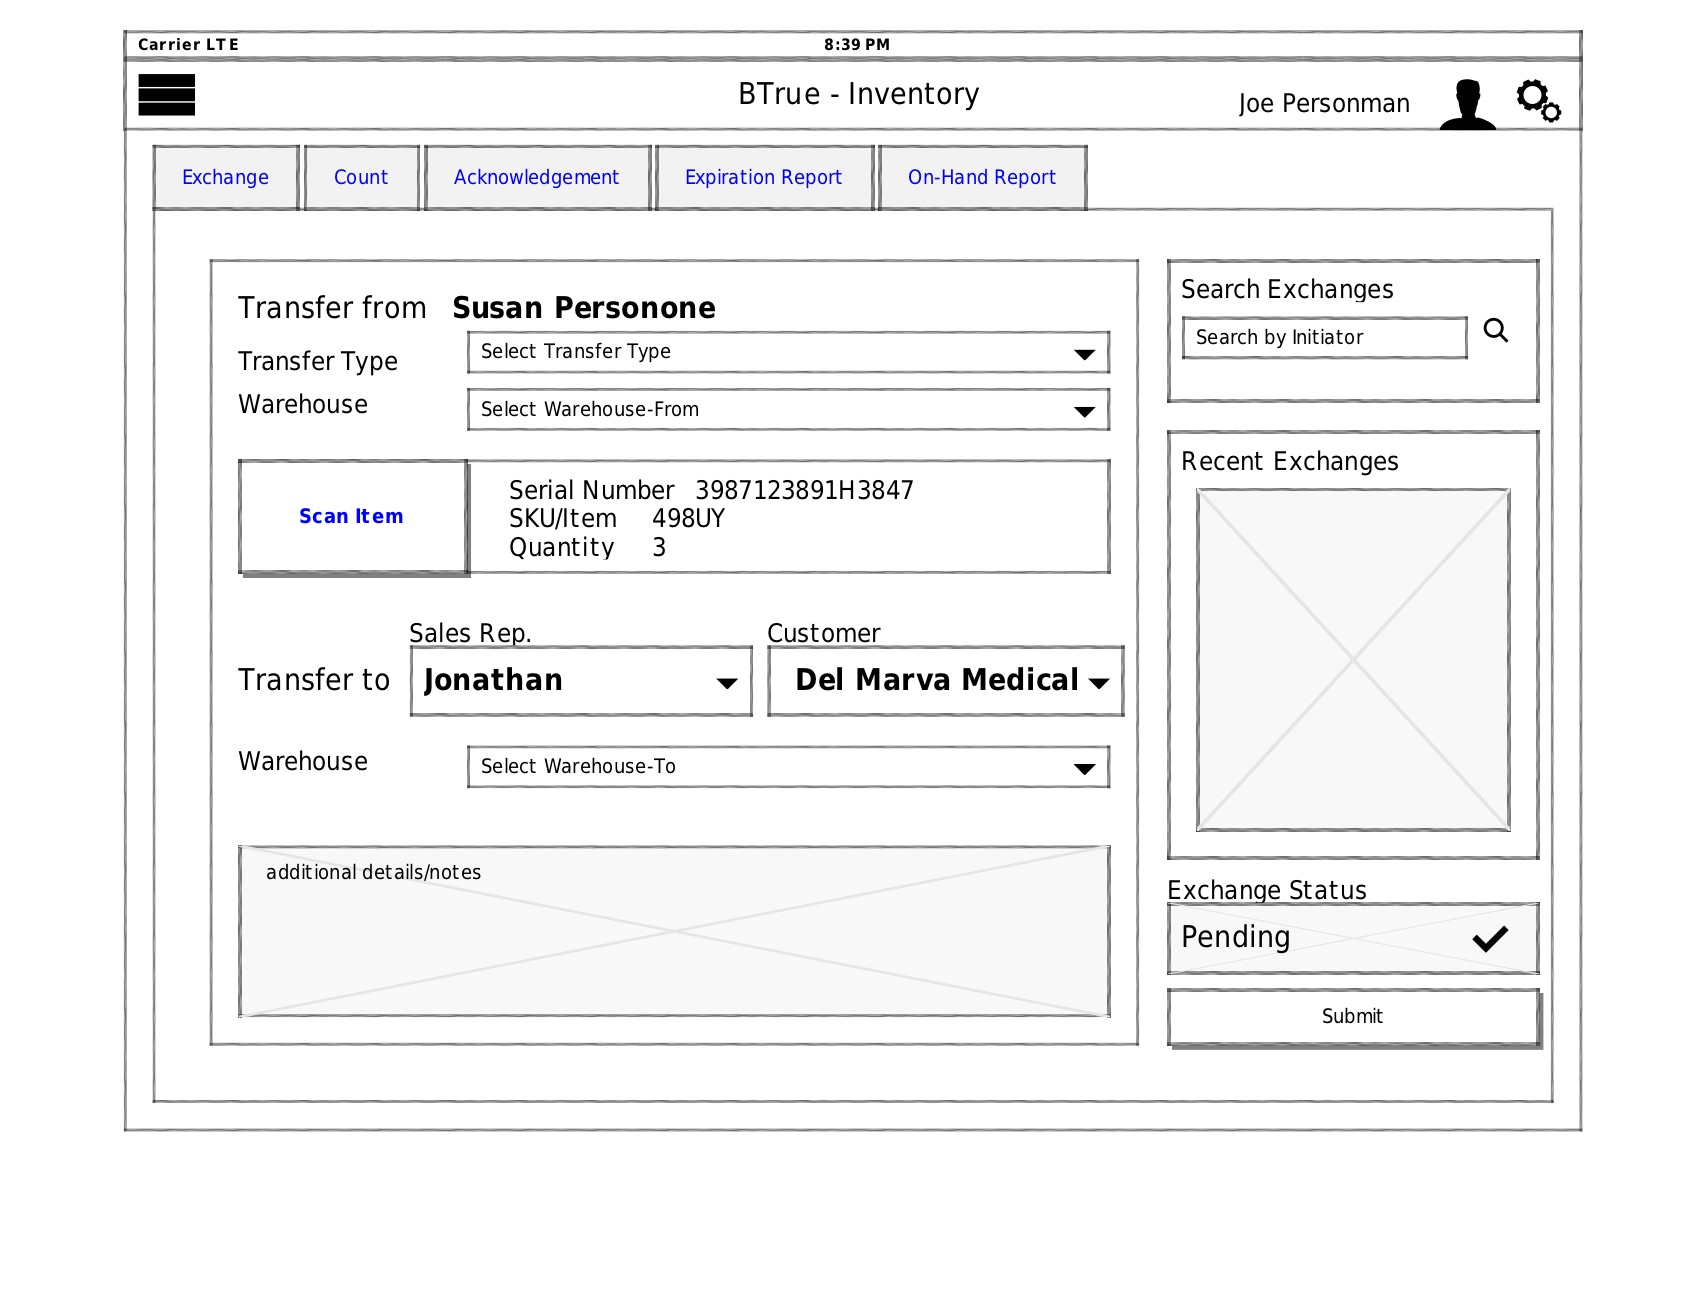 Carrier LTE 8:39 PM
BTrue - Inventory
Joe Personman
Exchange Count Acknowledgement Expiration Report On-Hand Report
Transfer from Susan Personone
Transfer Type Select Transfer Type
Warehouse Select Warehouse-From
Scan Item
Serial Number 3987123891H3847
SKU/Item 498UY
Quantity 3
Sales Rep. Customer
Transfer to Jonathan Del Marva Medical
Warehouse Select Warehouse-To
additional details/notes
Search Exchanges
Search by Initiator
Recent Exchanges
Exchange Status
Pending
Submit